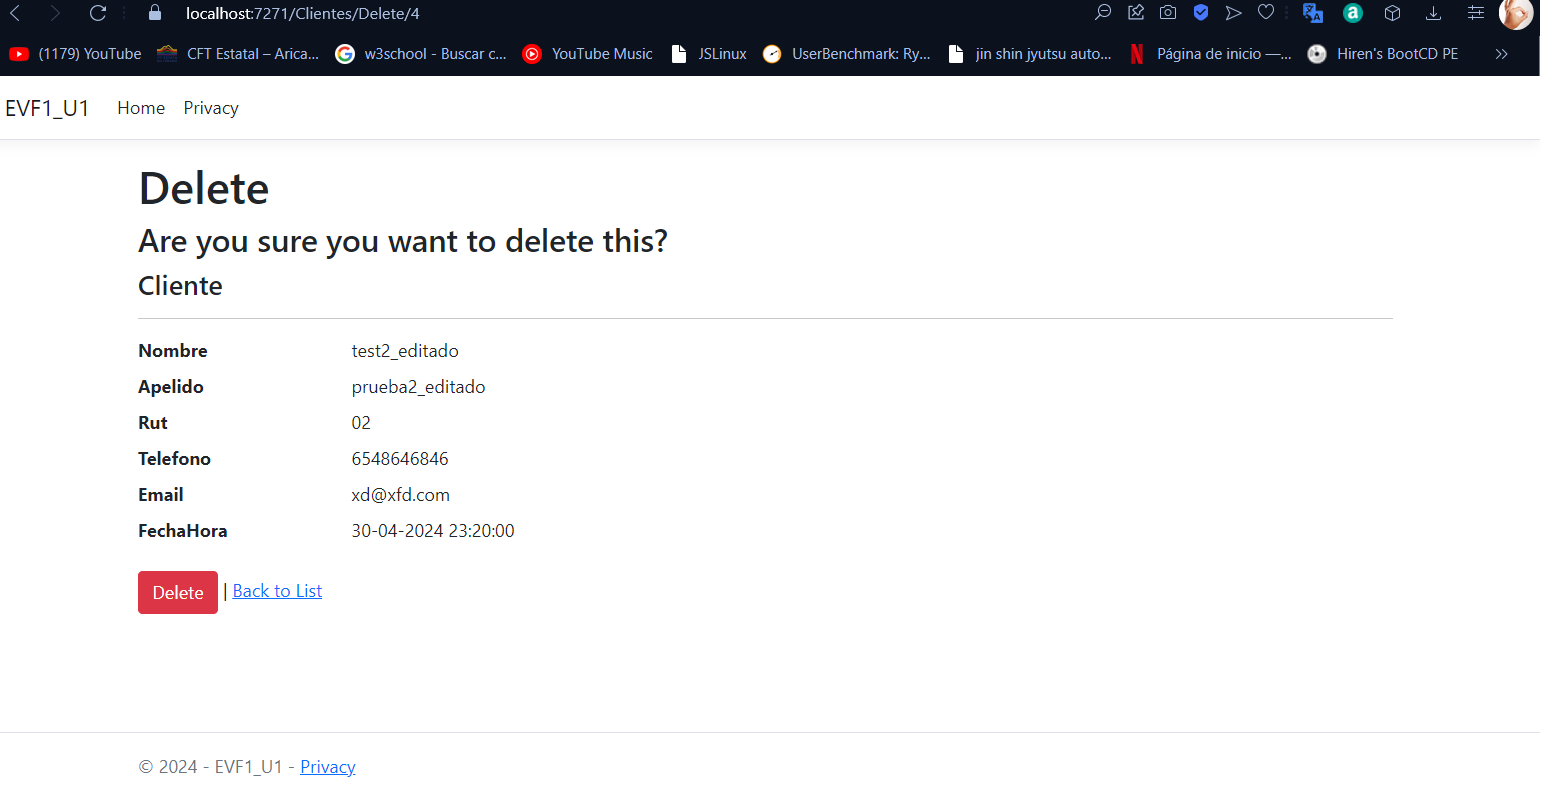 localhost:7271/Clientes/Delete/4
(1179) YouTube CFT Estatal – Arica... w3school - Buscar c... YouTube Music JSLinux UserBenchmark: Ry... jin shin jyutsu auto... Página de inicio —... Hiren's BootCD PE
EVF1_U1 Home Privacy
Delete
Are you sure you want to delete this?
Cliente
Nombre test2_editado
Apelido prueba2_editado
Rut 02
Telefono 6548646846
Email xd@xfd.com
FechaHora 30-04-2024 23:20:00
Delete | Back to List
© 2024 - EVF1_U1 - Privacy